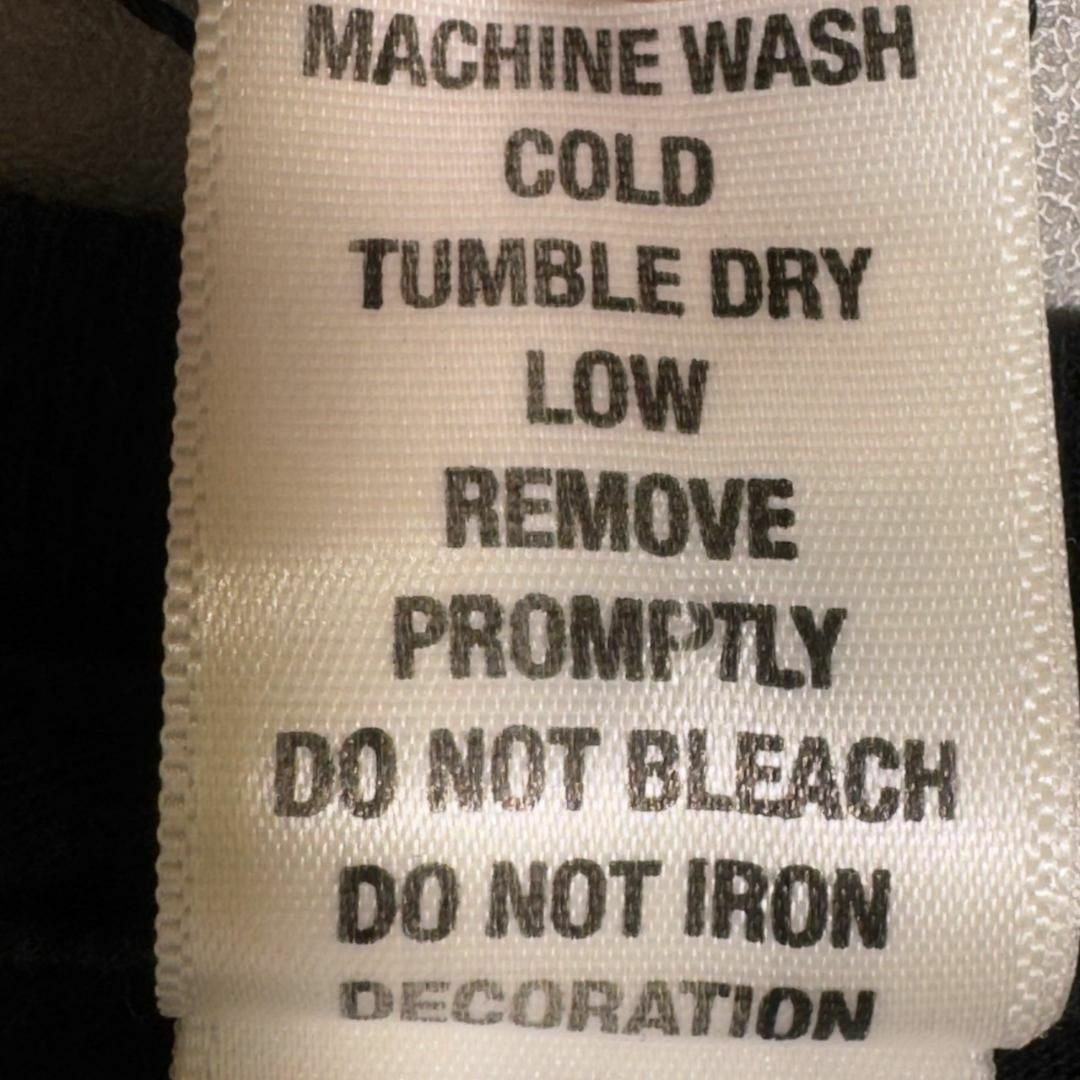 MACHINE WASH
COLD
TUMBLE DRY
LOW
REMOVE
PROMPTLY
DO NOT BLEACH
DO NOT IRON
DECORATION